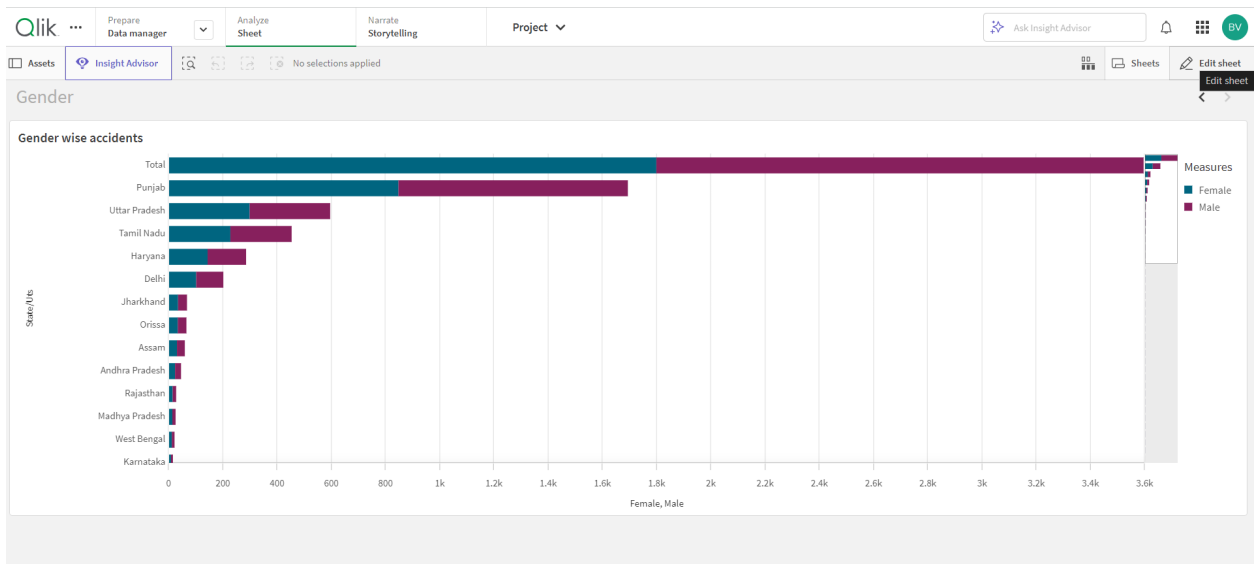 Qlik ... Prepare Analyze Narrate Project Ask Insight Advisor BV
Data manager Sheet Storytelling
Assets Insight Advisor No selections applied Sheets Edit sheet
Edit sheet
Gender
Gender wise accidents
Total
Punjab
Uttar Pradesh
Tamil Nadu
Haryana
Delhi
Jharkhand
Orissa
Assam
Andhra Pradesh
Rajasthan
Madhya Pradesh
West Bengal
Karnataka
State/Uts
0 200 400 600 800 1k 1.2k 1.4k 1.6k 1.8k 2k 2.2k 2.4k 2.6k 2.8k 3k 3.2k 3.4k 3.6k
Female, Male
Measures
Female
Male